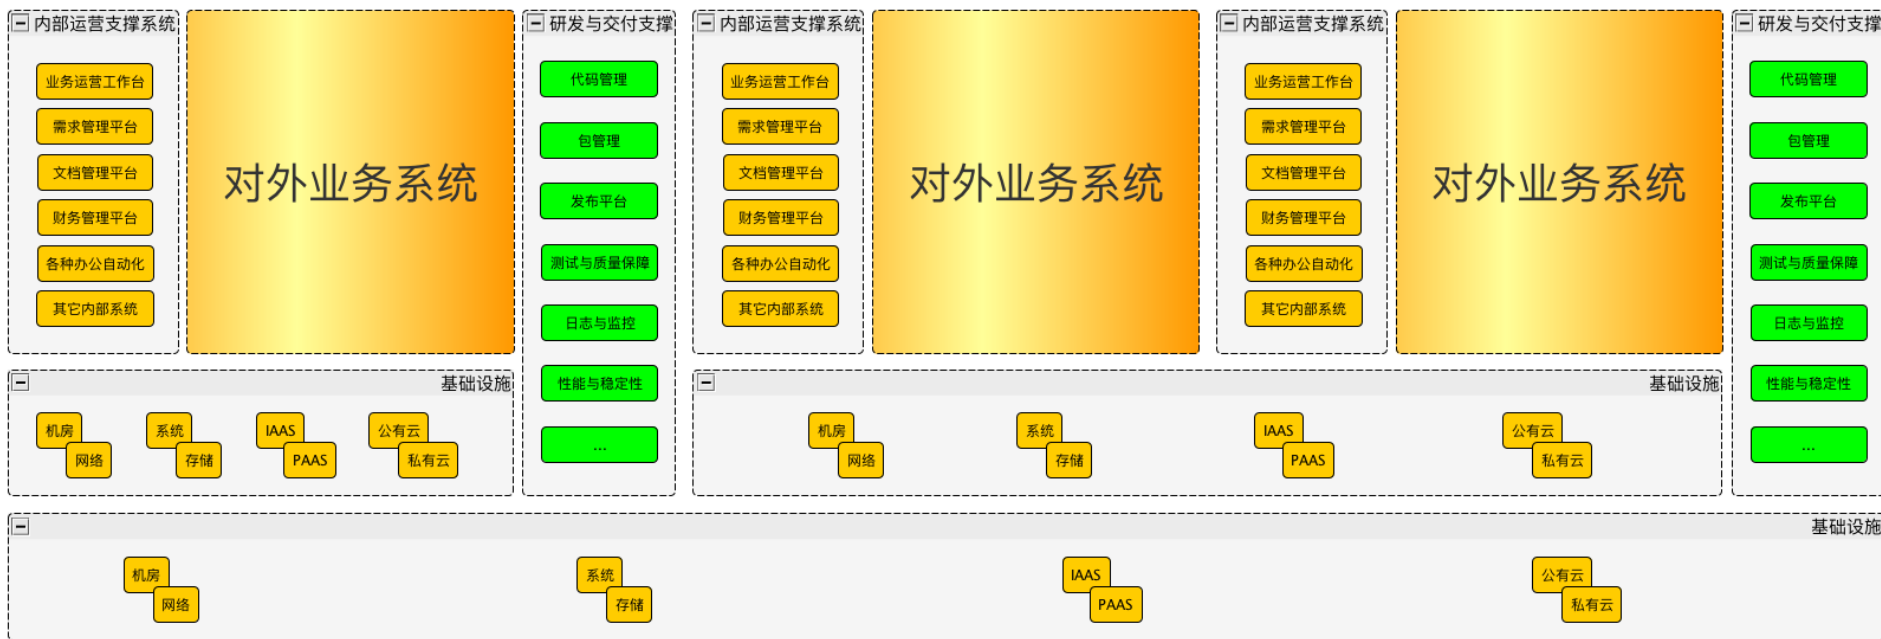 内部运营支撑系统
业务运营工作台
需求管理平台
文档管理平台
财务管理平台
各种办公自动化
其它内部系统
对外业务系统
研发与交付支撑
代码管理
包管理
发布平台
测试与质量保障
日志与监控
性能与稳定性
...
基础设施
机房
网络
系统
存储
IAAS
PAAS
公有云
私有云
内部运营支撑系统
业务运营工作台
需求管理平台
文档管理平台
财务管理平台
各种办公自动化
其它内部系统
对外业务系统
内部运营支撑系统
业务运营工作台
需求管理平台
文档管理平台
财务管理平台
各种办公自动化
其它内部系统
对外业务系统
研发与交付支撑
代码管理
包管理
发布平台
测试与质量保障
日志与监控
性能与稳定性
...
基础设施
机房
网络
系统
存储
IAAS
PAAS
公有云
私有云
基础设施
机房
网络
系统
存储
IAAS
PAAS
公有云
私有云